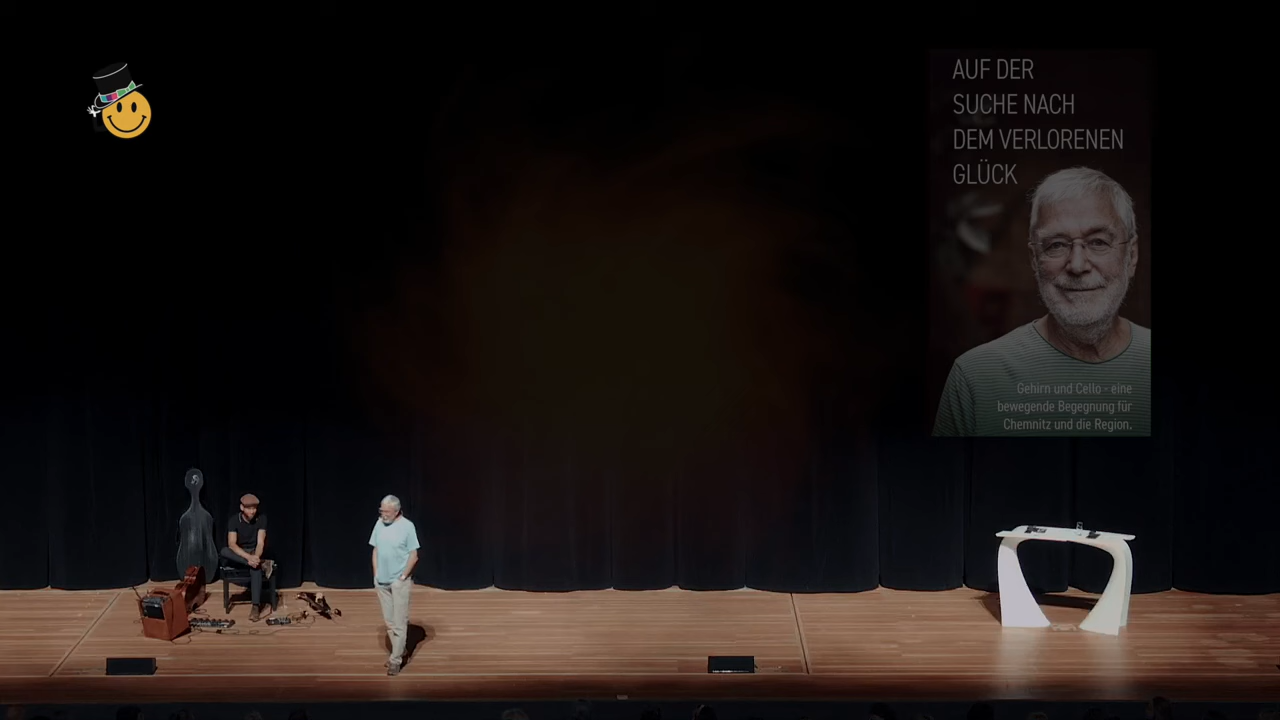 AUF DER
SUCHE NACH
DEM VERLORENEN
GLÜCK
Gehirn und Cello - eine
bewegende Begegnung für
Chemnitz und die Region.